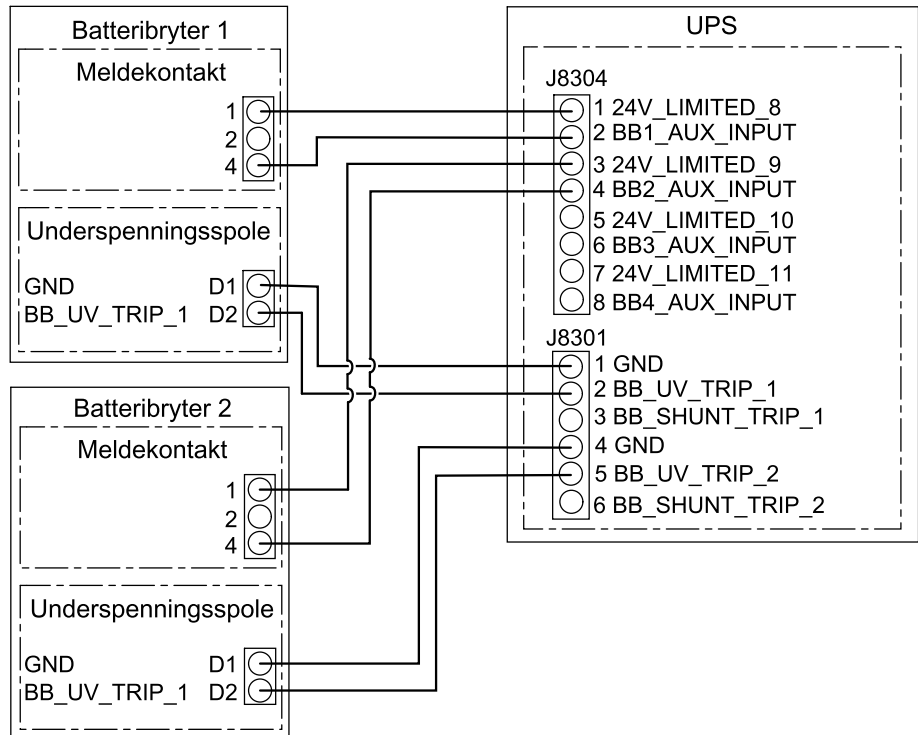 Batteribryter 1
Meldekontakt
1
2
4
Underspenningsspole
GND D1
BB_UV_TRIP_1 D2
Batteribryter 2
Meldekontakt
1
2
4
Underspenningsspole
GND D1
BB_UV_TRIP_1 D2
UPS
J8304
1 24V_LIMITED_8
2 BB1_AUX_INPUT
3 24V_LIMITED_9
4 BB2_AUX_INPUT
5 24V_LIMITED_10
6 BB3_AUX_INPUT
7 24V_LIMITED_11
8 BB4_AUX_INPUT
J8301
1 GND
2 BB_UV_TRIP_1
3 BB_SHUNT_TRIP_1
4 GND
5 BB_UV_TRIP_2
6 BB_SHUNT_TRIP_2